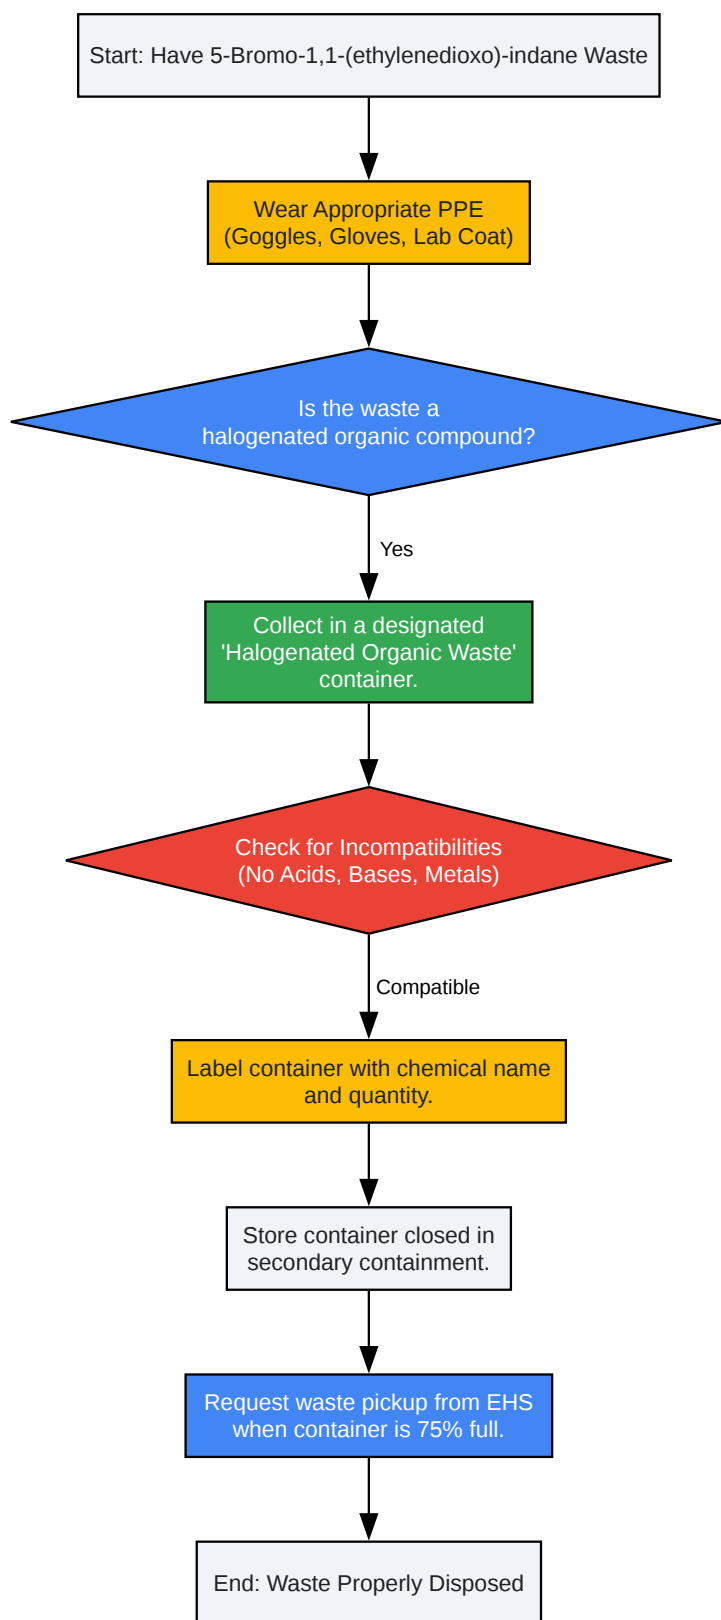 Start: Have 5-Bromo-1,1-(ethylenedioxo)-indane Waste
Wear Appropriate PPE
(Goggles, Gloves, Lab Coat)
Is the waste a
halogenated organic compound?
Yes
Collect in a designated
'Halogenated Organic Waste'
container.
Check for Incompatibilities
(No Acids, Bases, Metals)
Compatible
Label container with chemical name
and quantity.
Store container closed in
secondary containment.
Request waste pickup from EHS
when container is 75% full.
End: Waste Properly Disposed